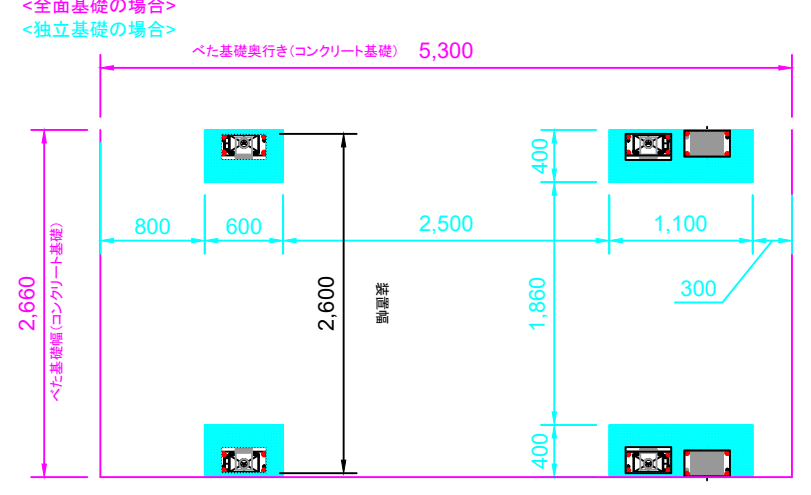 <全面基礎の場合>
<独立基礎の場合>
べた基礎奥行き(コンクリート基礎) 5,300
400
800
600
2,500
1,100
300
2,660
べた基礎幅(コンクリート基礎)
2,600
装置幅
1,860
400